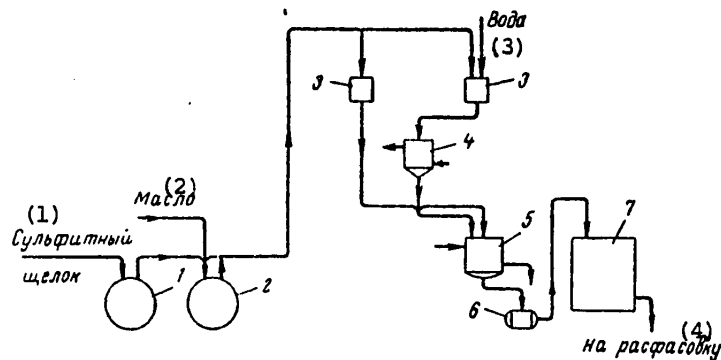 Вода
(3)
3
3
4
(2)
Масло
(1)
Сульфитный
щелок
1
2
5
7
6
(4)
на расфасовку